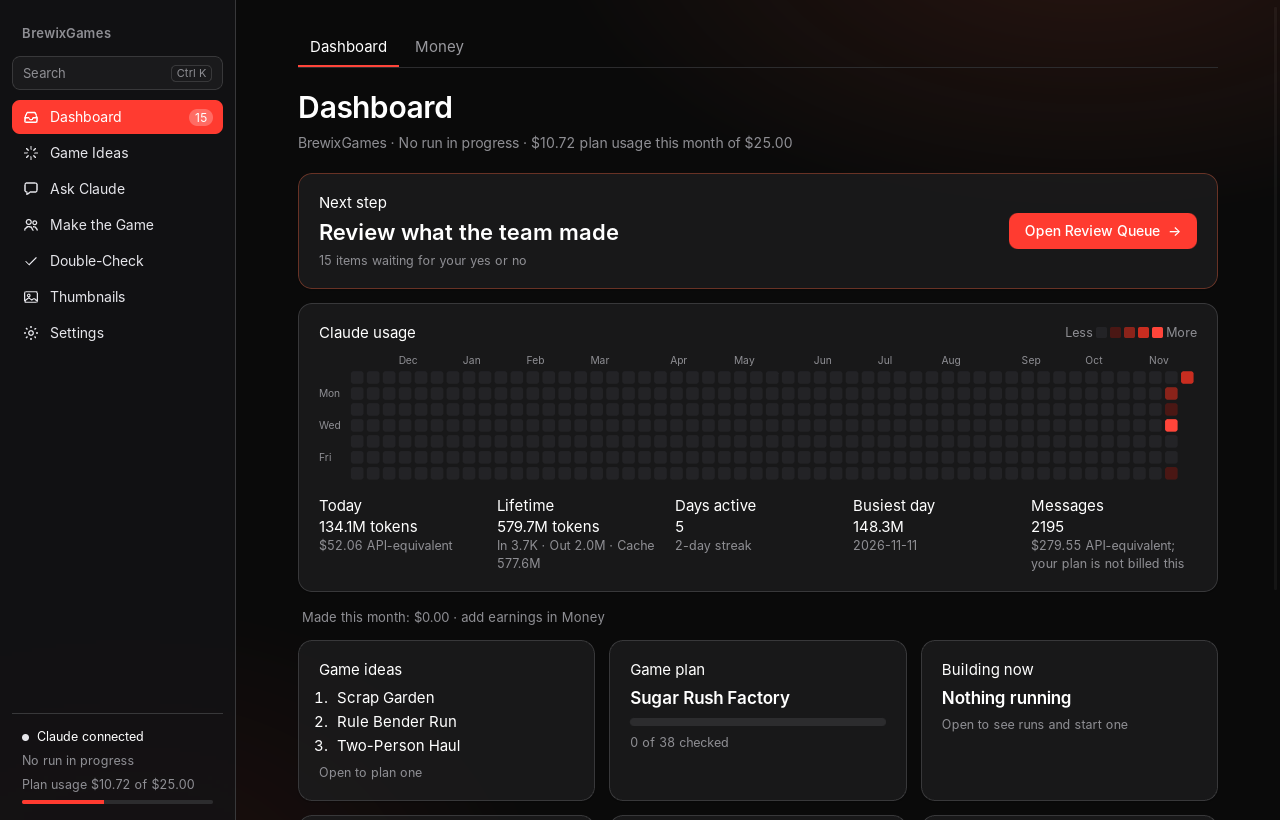 BrewixGames
Search
Ctrl K
Dashboard
15
Game Ideas
Ask Claude
Make the Game
Double-Check
Thumbnails
Settings
Claude connected
No run in progress
Plan usage $10.72 of $25.00
Dashboard
Money
Dashboard
BrewixGames · No run in progress · $10.72 plan usage this month of $25.00
Next step
Review what the team made
15 items waiting for your yes or no
Open Review Queue →
Claude usage
Less
More
Dec Jan Feb Mar Apr May Jun Jul Aug Sep Oct Nov
Mon
Wed
Fri
Today
134.1M tokens
$52.06 API-equivalent
Lifetime
579.7M tokens
In 3.7K · Out 2.0M · Cache
577.6M
Days active
5
2-day streak
Busiest day
148.3M
2026-11-11
Messages
2195
$279.55 API-equivalent;
your plan is not billed this
Made this month: $0.00 · add earnings in Money
Game ideas
1. Scrap Garden
2. Rule Bender Run
3. Two-Person Haul
Open to plan one
Game plan
Sugar Rush Factory
0 of 38 checked
Building now
Nothing running
Open to see runs and start one